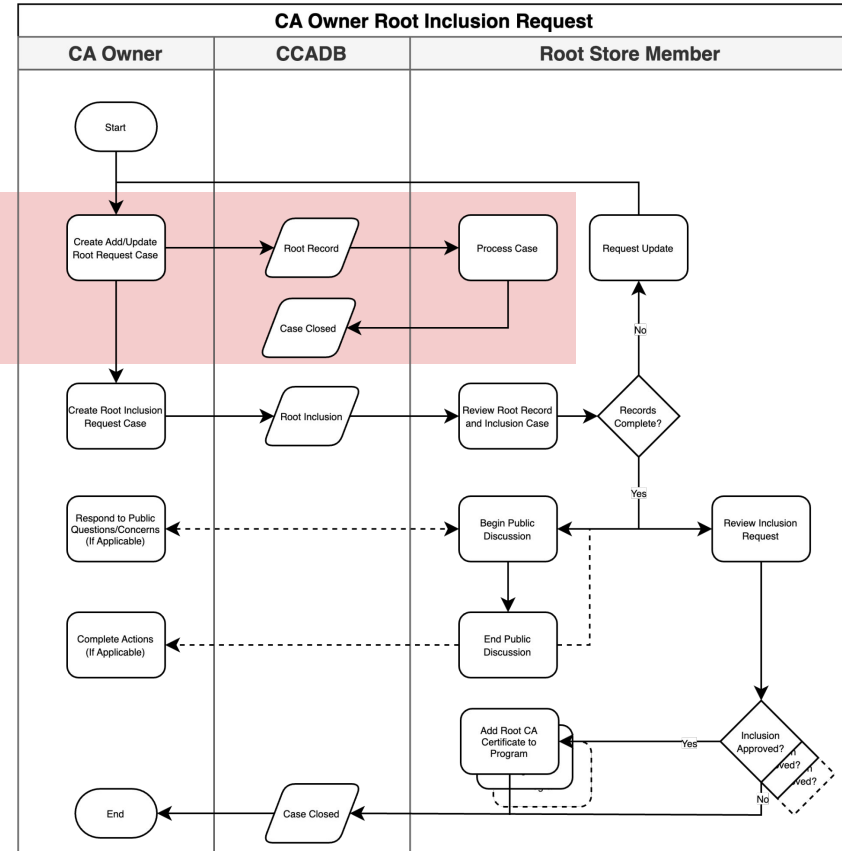 CA Owner Root Inclusion Request
CA Owner
CCADB
Root Store Member
Start
Create Add/Update
Root Request Case
Root Record
Process Case
Request Update
Case Closed
No
Create Root Inclusion
Request Case
Root Inclusion
Review Root Record
and Inclusion Case
Records
Complete?
Yes
Respond to Public
Questions/Concerns
(If Applicable)
Begin Public
Discussion
Review Inclusion
Request
Complete Actions
(If Applicable)
End Public
Discussion
Add Root CA
Certificate to
Program
Yes
Inclusion
Approved?
ved?
ved?
No
End
Case Closed